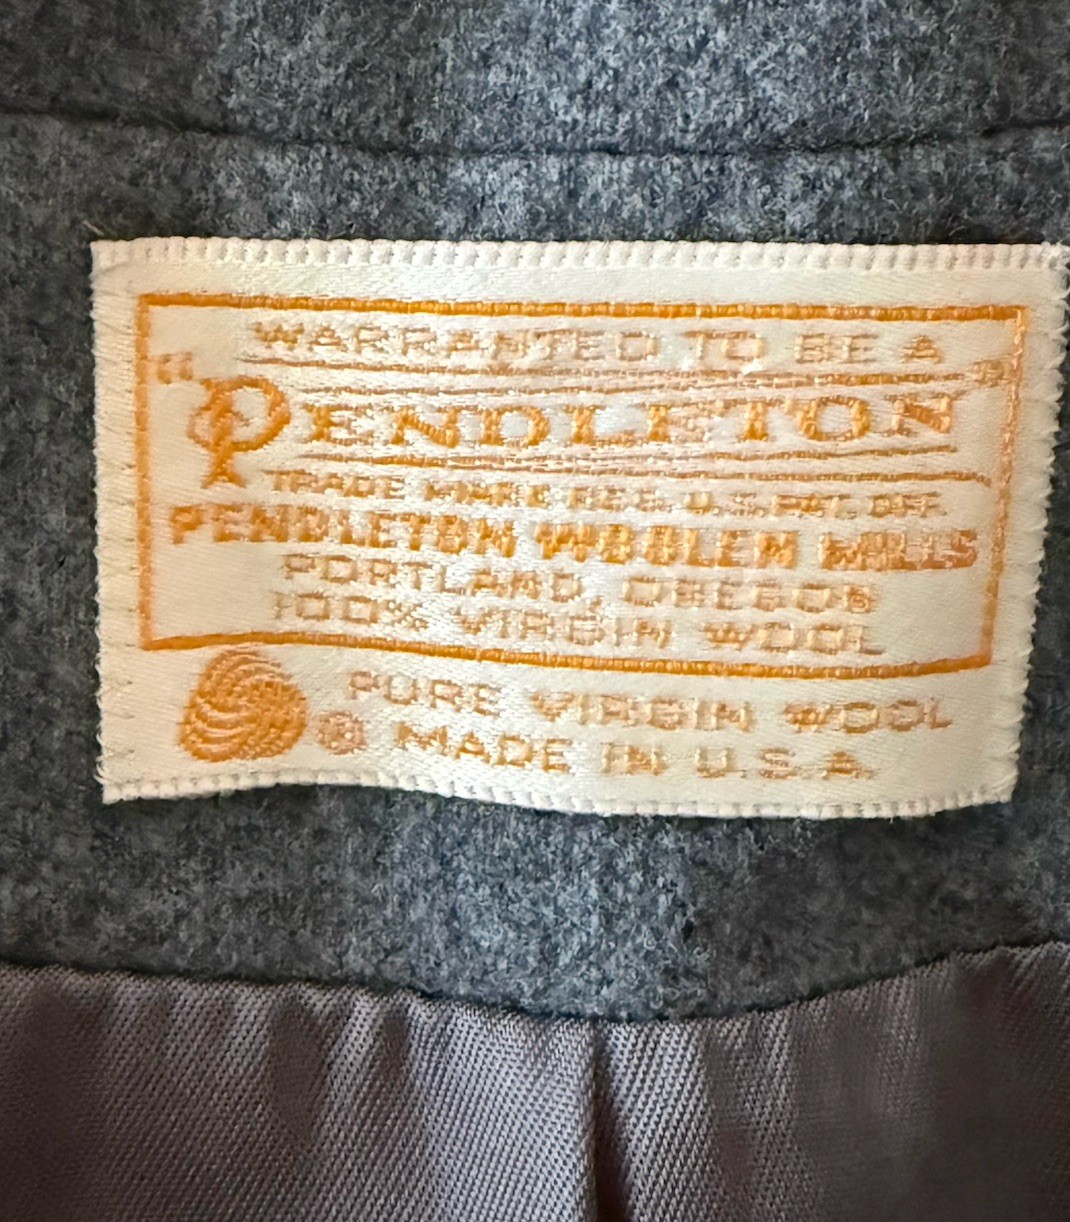 WARRANTED TO BE A
"PENDLETON"
TRADE MARK REG. U.S. PAT. OFF.
PENDLETON WOOLEN MILLS
PORTLAND, OREGON
100% VIRGIN WOOL
PURE VIRGIN WOOL
® MADE IN U.S.A.